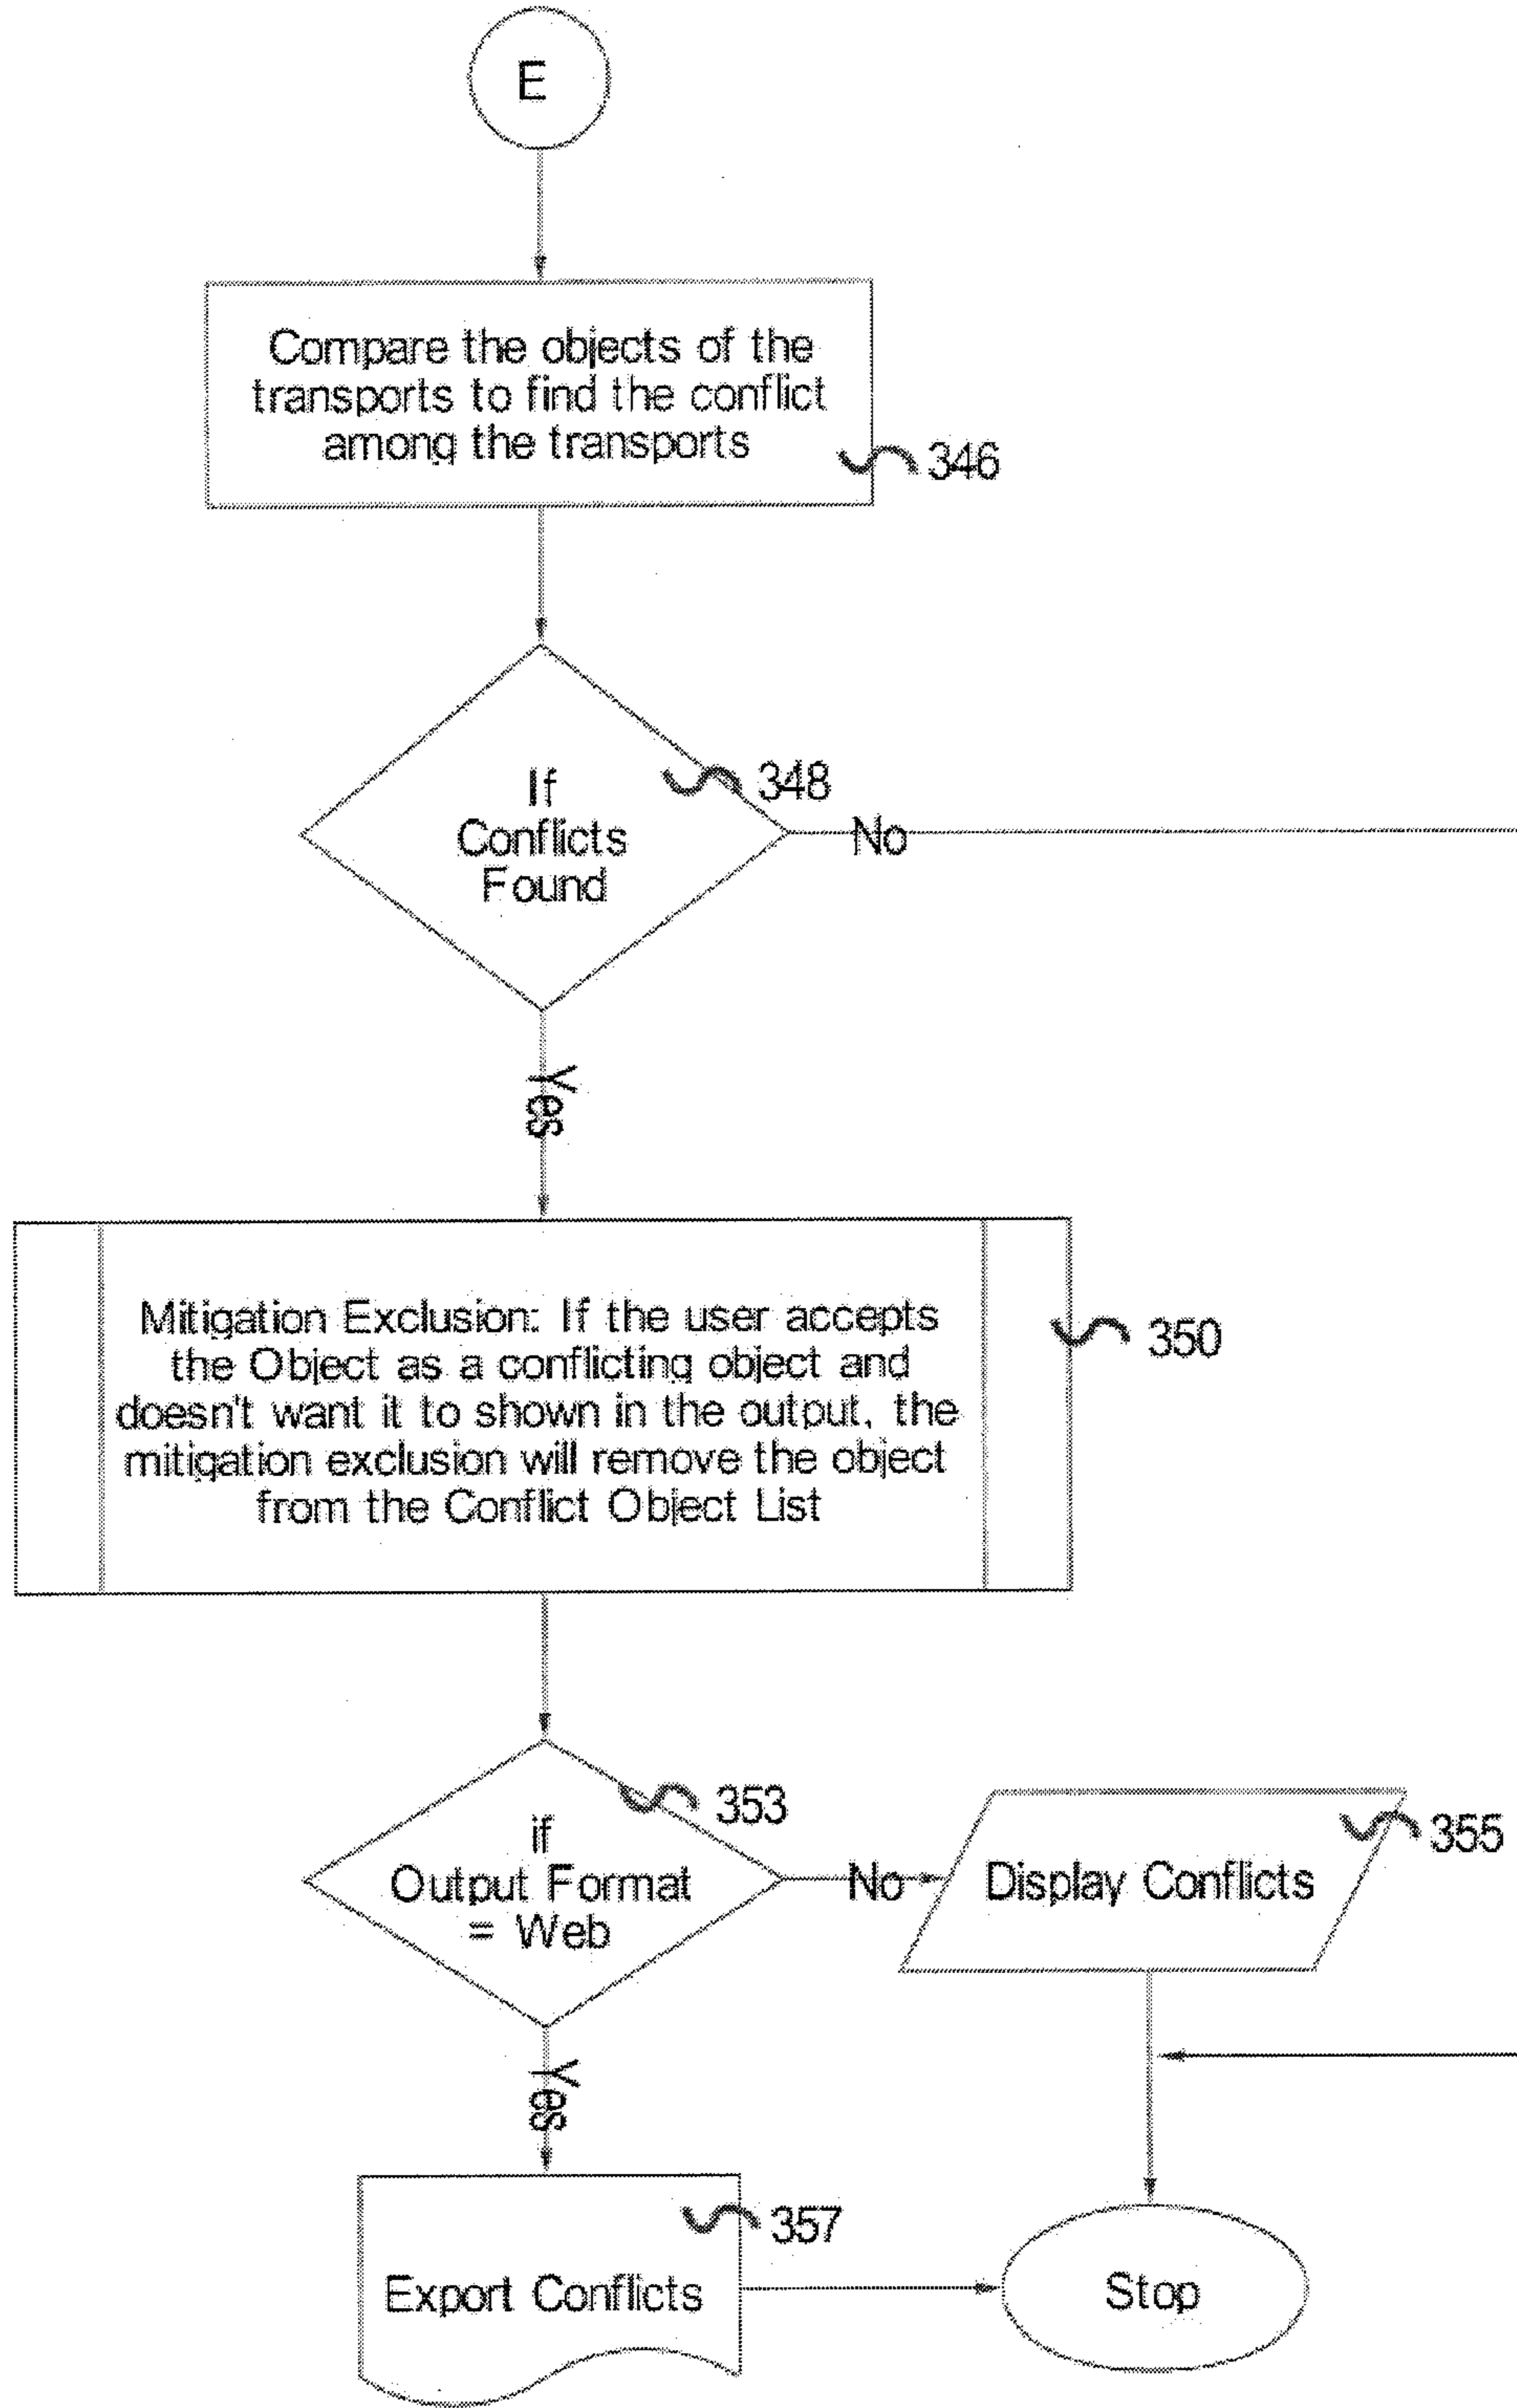 E
Compare the objects of the
transports to find the conflict
among the transports
346
If
Conflicts
Found
348
No
Yes
Mitigation Exclusion: If the user accepts
the Object as a conflicting object and
doesn't want it to shown in the output, the
mitigation exclusion will remove the object
from the Conflict Object List
350
if
Output Format
= Web
353
No
Display Conflicts
355
Yes
Export Conflicts
357
Stop